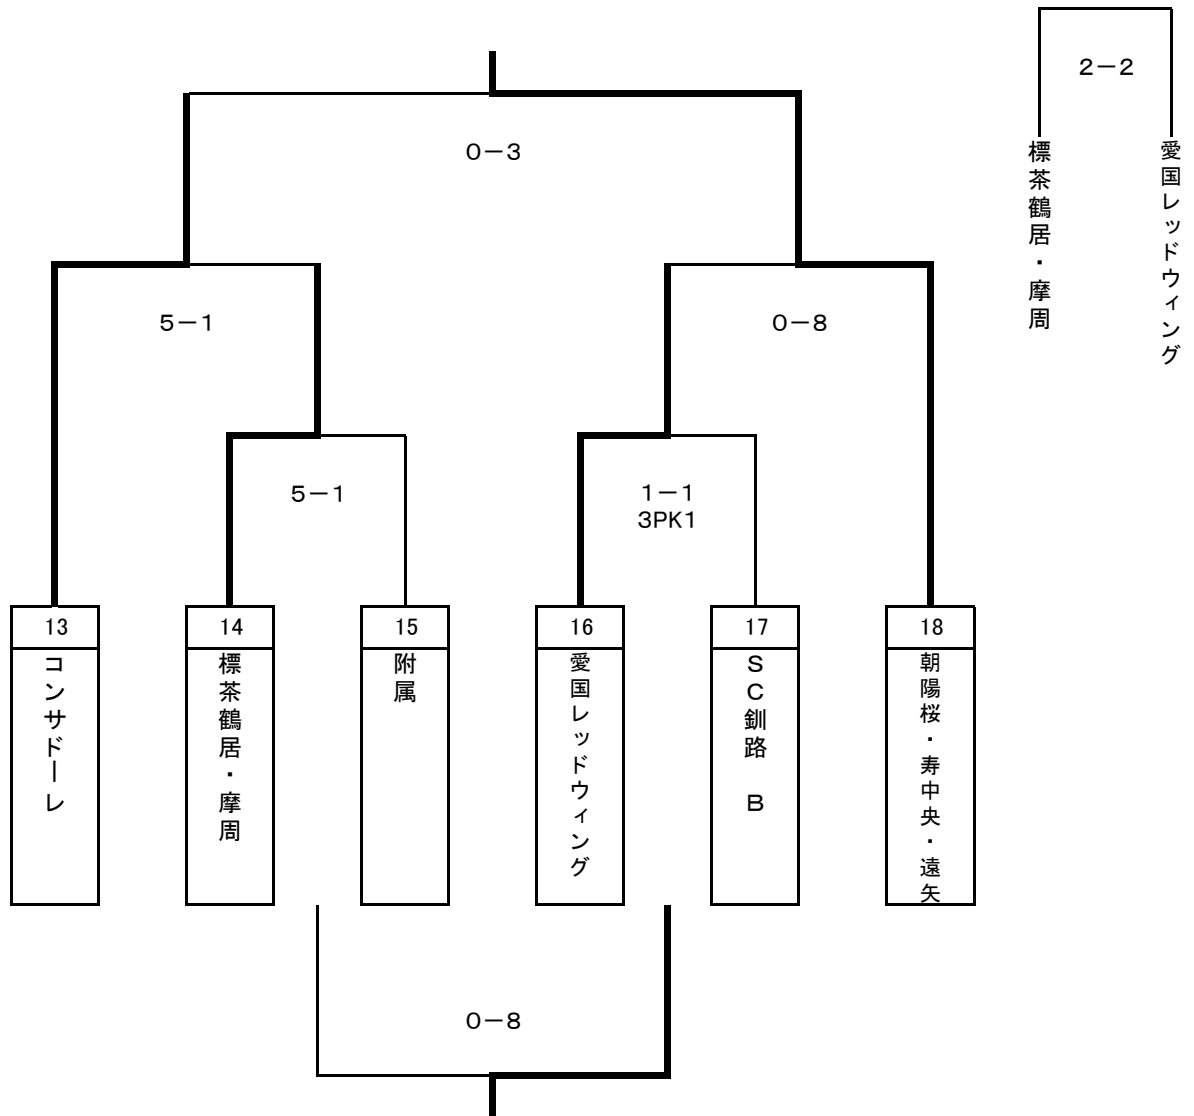 ２－２
標茶鶴居・摩周
愛国レッドウィング
０－３
５－１
０－８
５－１
１－１
3PK1
13
コンサドーレ
14
標茶鶴居・摩周
15
附属
16
愛国レッドウィング
17
ＳＣ釧路　Ｂ
18
朝陽桜・寿中央・遠矢
０－８